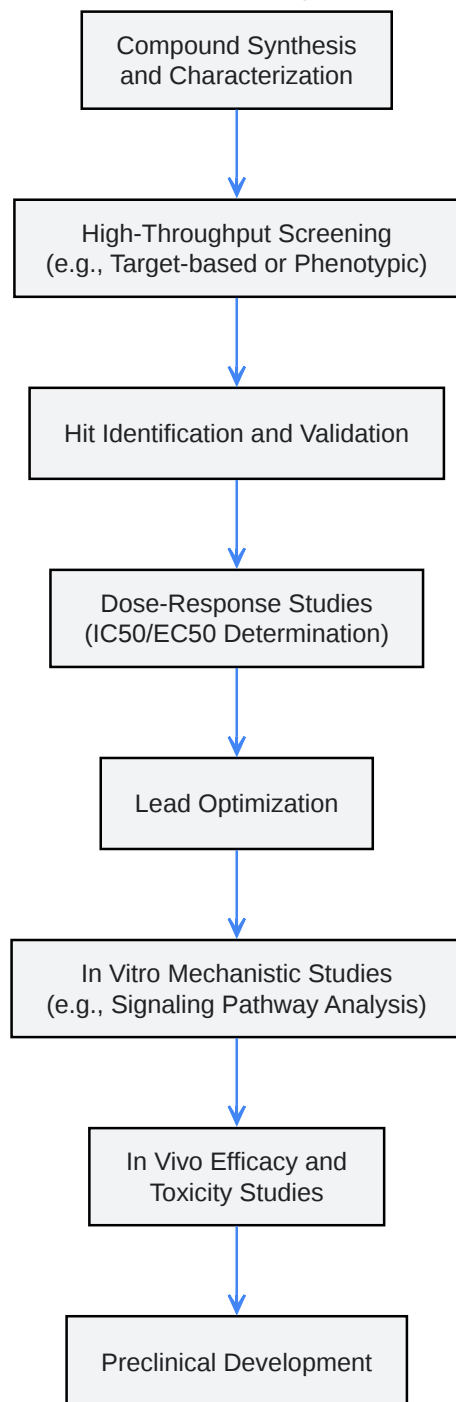 Compound Synthesis
and Characterization
High-Throughput Screening
(e.g., Target-based or Phenotypic)
Hit Identification and Validation
Dose-Response Studies
(IC50/EC50 Determination)
Lead Optimization
In Vitro Mechanistic Studies
(e.g., Signaling Pathway Analysis)
In Vivo Efficacy and
Toxicity Studies
Preclinical Development